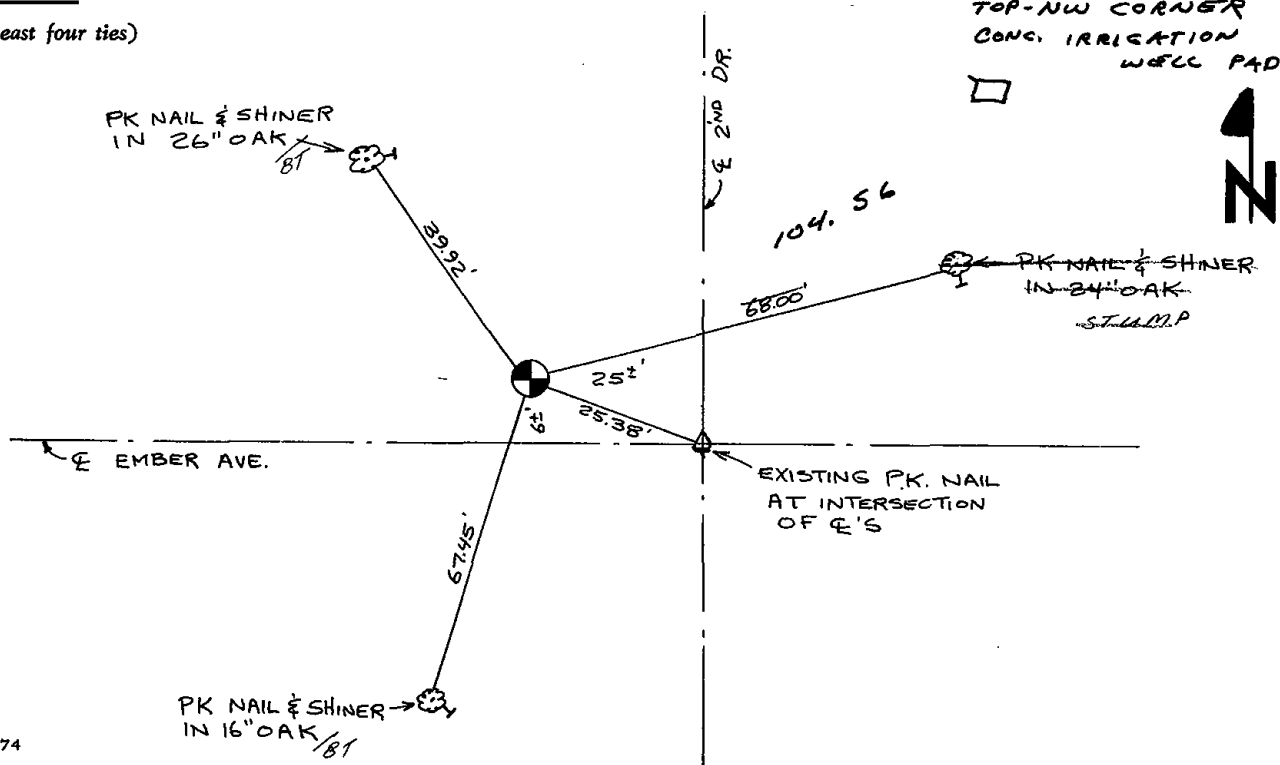 east four ties)
TOP-NW CORNER
CONC. IRRIGATION
WELL PAD
PK NAIL & SHINER
IN 26" OAK
/BT
℄ 2ND DR.
N
104.56
39.92'
PK NAIL & SHINER
IN 24" OAK
STUMP
68.00'
25±'
25.38'
6±'
℄ EMBER AVE.
EXISTING P.K. NAIL
AT INTERSECTION
OF ℄'S
67.45'
PK NAIL & SHINER
IN 16" OAK /BT
74